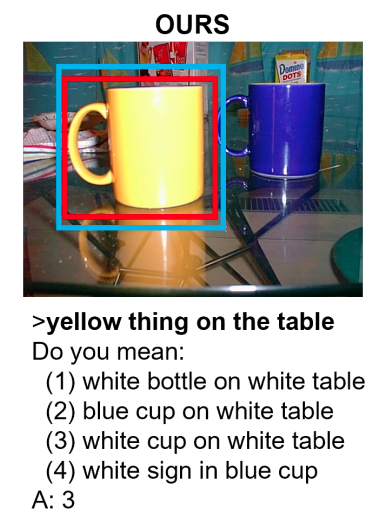 OURS
Domino
DOTS
>yellow thing on the table
Do you mean:
(1) white bottle on white table
(2) blue cup on white table
(3) white cup on white table
(4) white sign in blue cup
A: 3